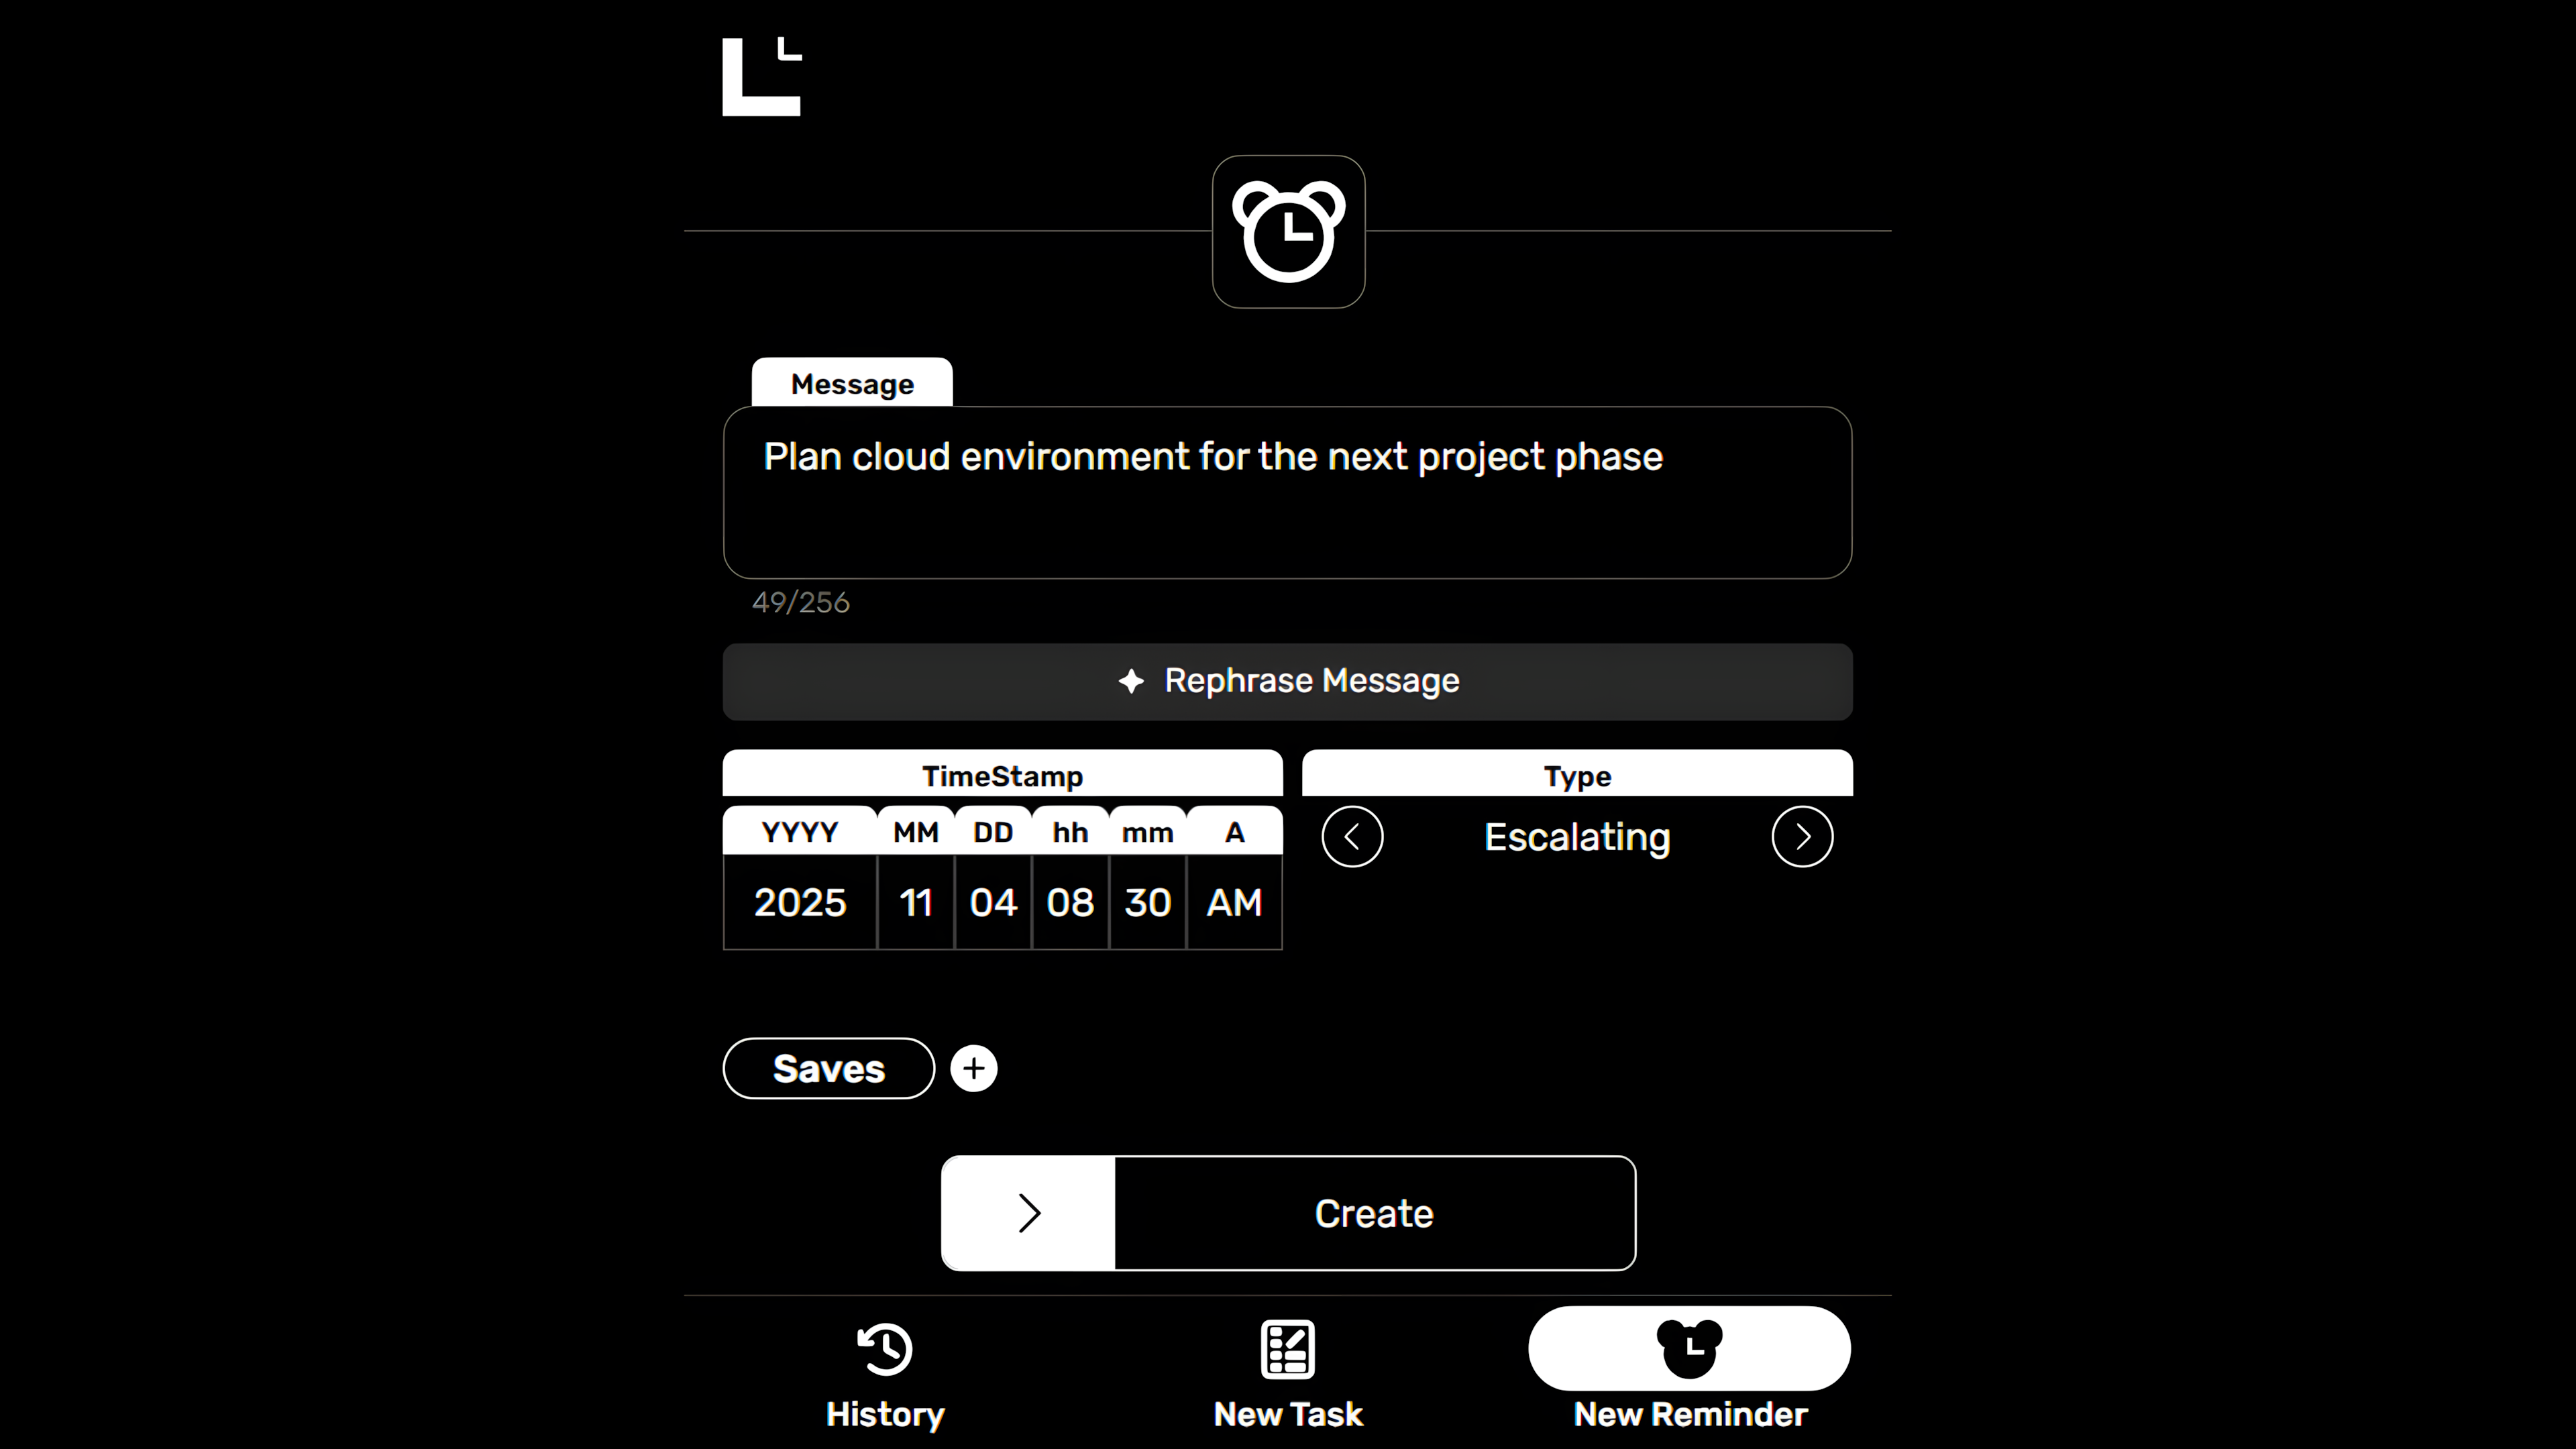 Message
Plan cloud environment for the next project phase
49/256
Rephrase Message
TimeStamp
Type
YYYY MM DD hh mm A
Escalating
2025 11 04 08 30 AM
Saves
Create
History
New Task
New Reminder